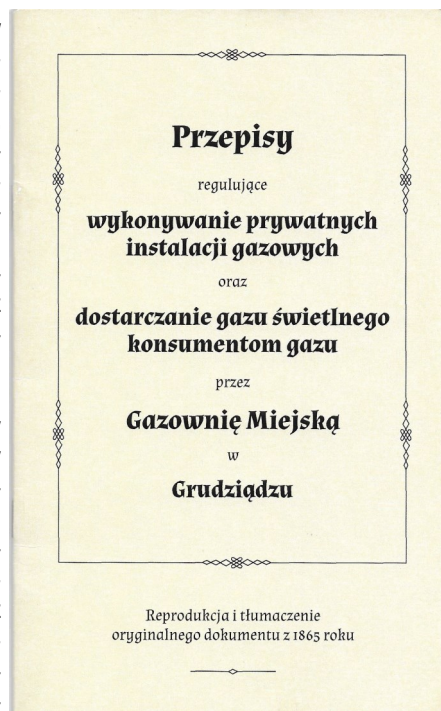 Przepisy
regulujące
wykonywanie prywatnych
instalacji gazowych
oraz
dostarczanie gazu świetlnego
konsumentom gazu
przez
Gazownię Miejską
w
Grudziądzu
Reprodukcja i tłumaczenie
oryginalnego dokumentu z 1865 roku